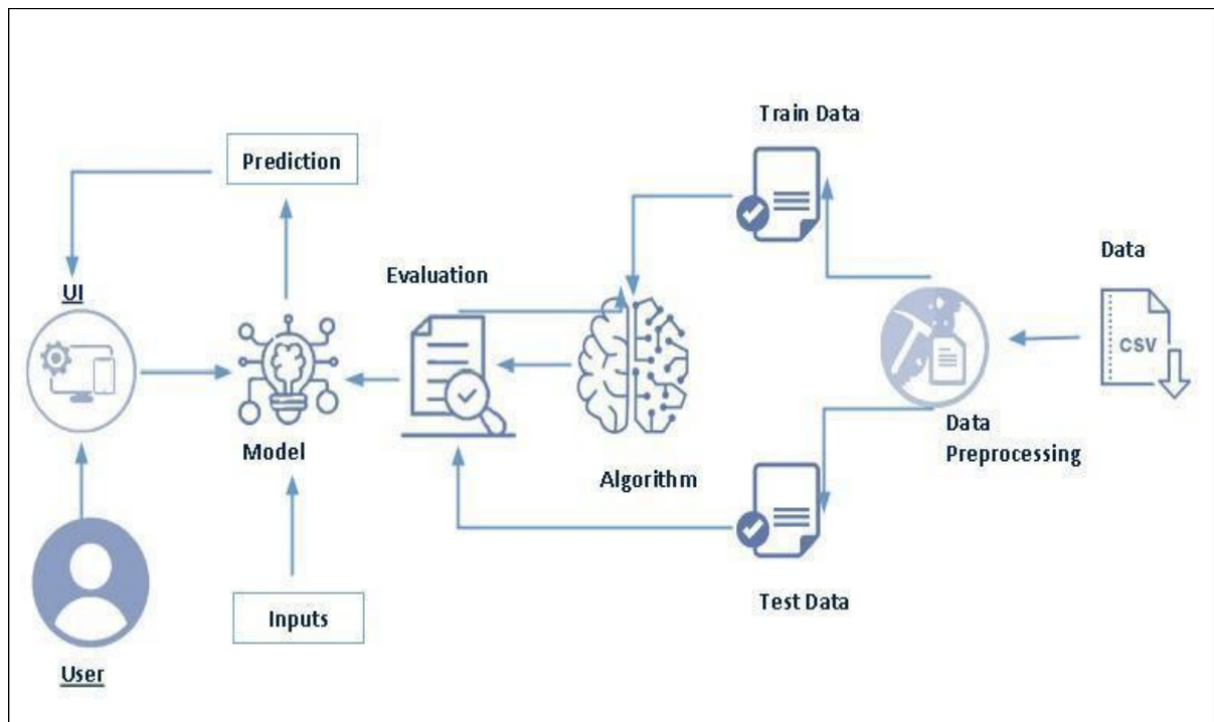 Train Data
Prediction
Data
Evaluation
UI
CSV
Model
Data
Preprocessing
Algorithm
Test Data
Inputs
User